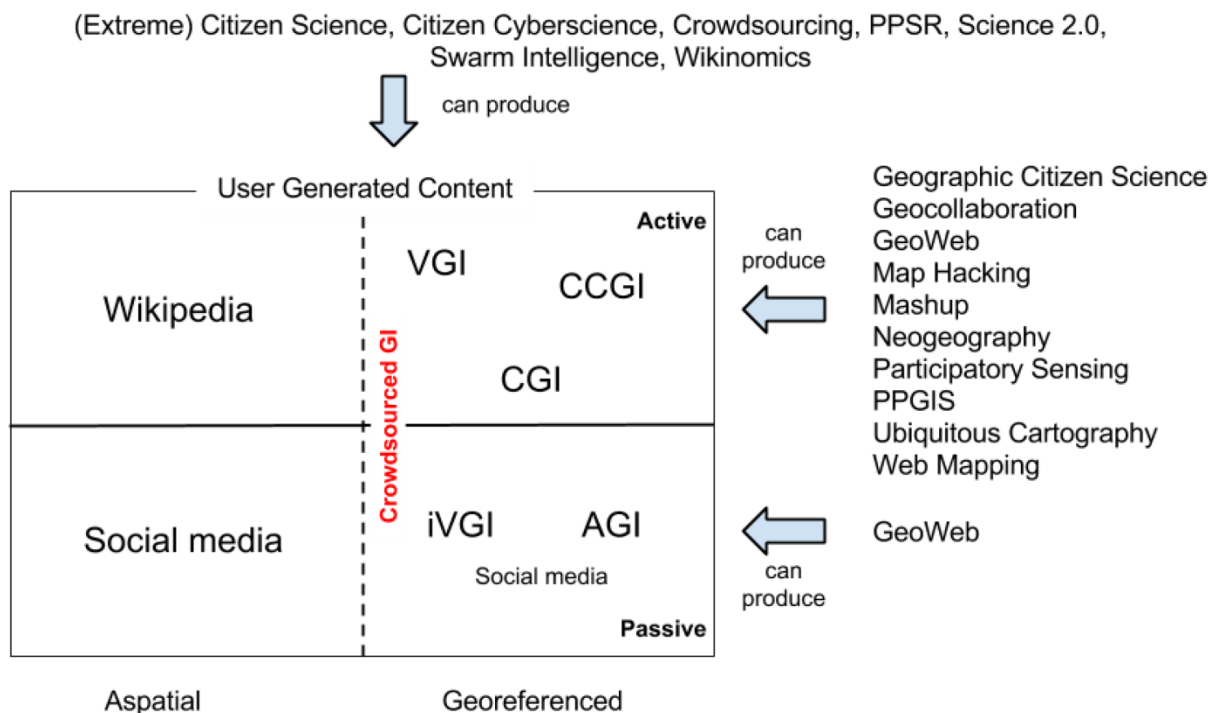 (Extreme) Citizen Science, Citizen Cyberscience, Crowdsourcing, PPSR, Science 2.0,
Swarm Intelligence, Wikinomics
can produce
User Generated Content
Active
VGI
CCGI
Wikipedia
CGI
Crowdsourced GI
Social media
iVGI
AGI
Social media
Passive
Aspatial
Georeferenced
can
produce
Geographic Citizen Science
Geocollaboration
GeoWeb
Map Hacking
Mashup
Neogeography
Participatory Sensing
PPGIS
Ubiquitous Cartography
Web Mapping
GeoWeb
can
produce